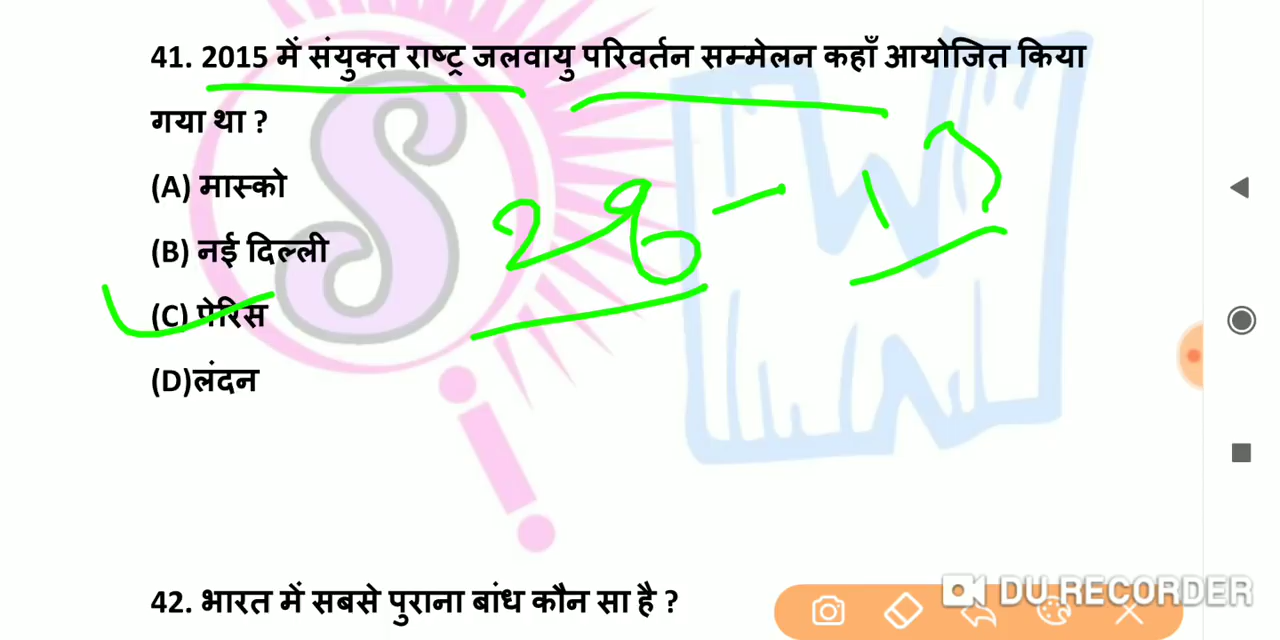 41. 2015 में संयुक्त राष्ट्र जलवायु परिवर्तन सम्मेलन कहाँ आयोजित किया
गया था ?
(A) मास्को
(B) नई दिल्ली
(C) पेरिस
(D)लंदन
42. भारत में सबसे पुराना बांध कौन सा है ?
DU RECORDER